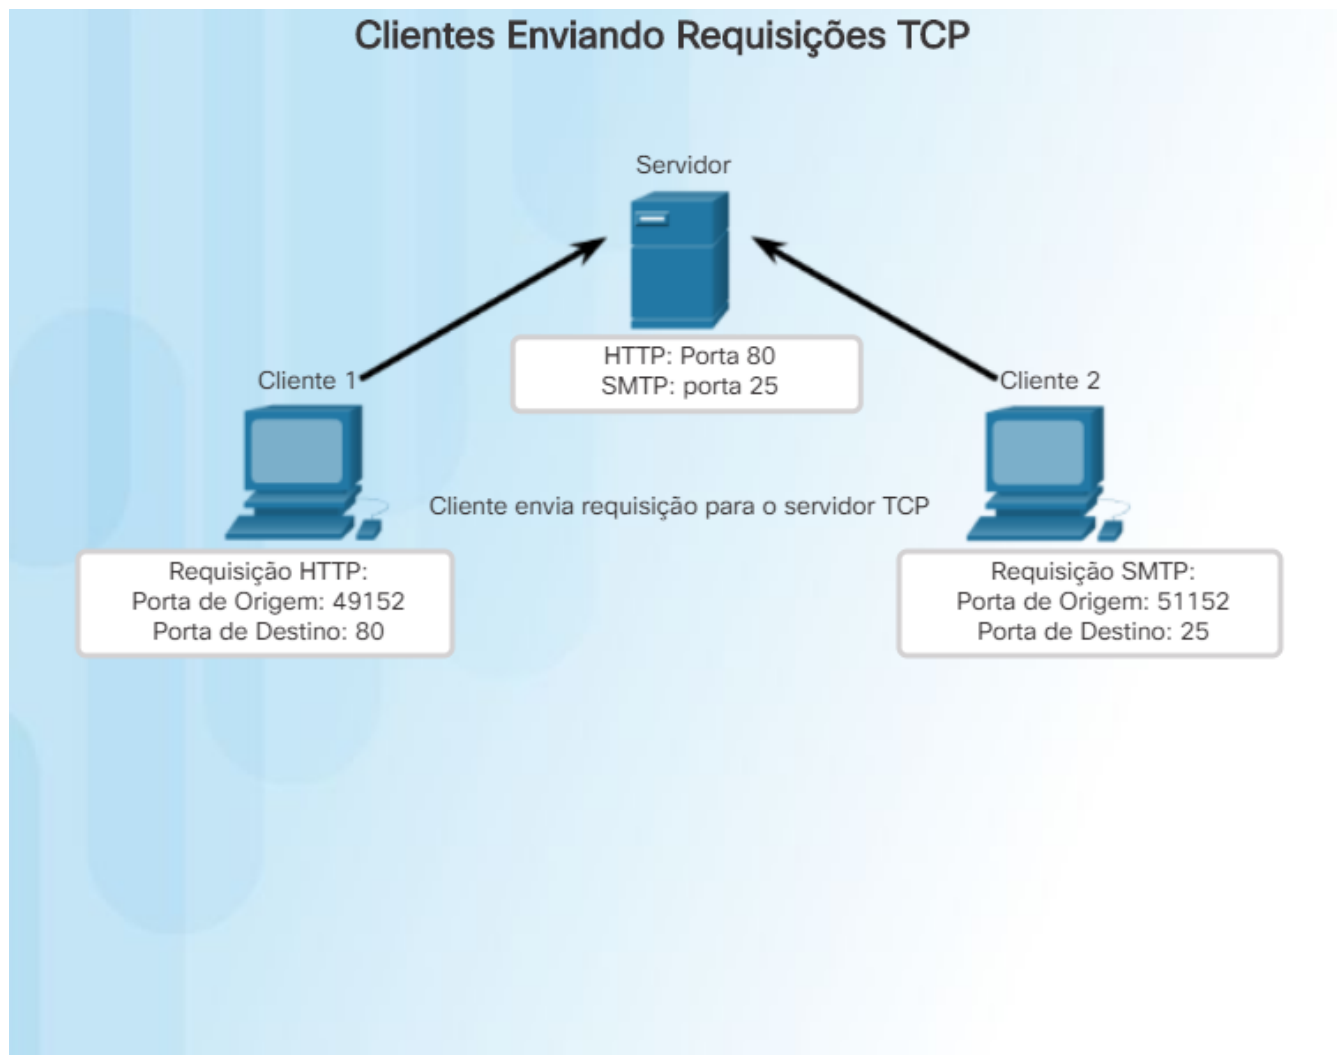 Clientes Enviando Requisições TCP
Servidor
HTTP: Porta 80
SMTP: porta 25
Cliente 1
Cliente 2
Cliente envia requisição para o servidor TCP
Requisição HTTP:
Porta de Origem: 49152
Porta de Destino: 80
Requisição SMTP:
Porta de Origem: 51152
Porta de Destino: 25